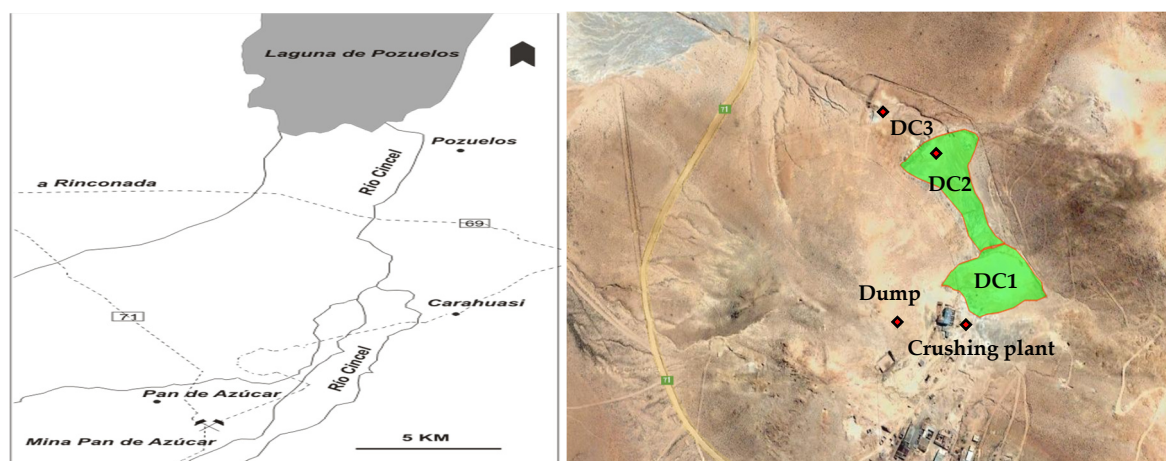 Laguna de Pozuelos
Pozuelos
Río Cincel
a Rinconada
69
71
Carahuasi
Río Cincel
Pan de Azúcar
Mina Pan de Azúcar
5 KM
71
DC3
DC2
DC1
Dump
Crushing plant
71